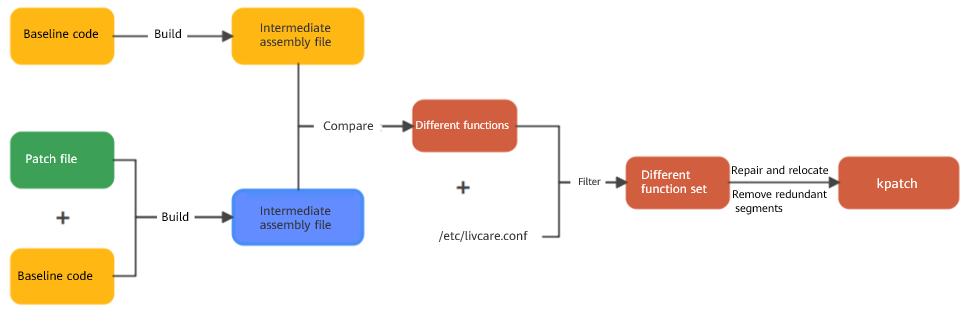 Baseline code
Build
Intermediate
assembly file
Compare
Different functions
Patch file
+
Build
Baseline code
Intermediate
assembly file
+
/etc/livcare.conf
Filter
Different
function set
Repair and relocate
Remove redundant
segments
kpatch